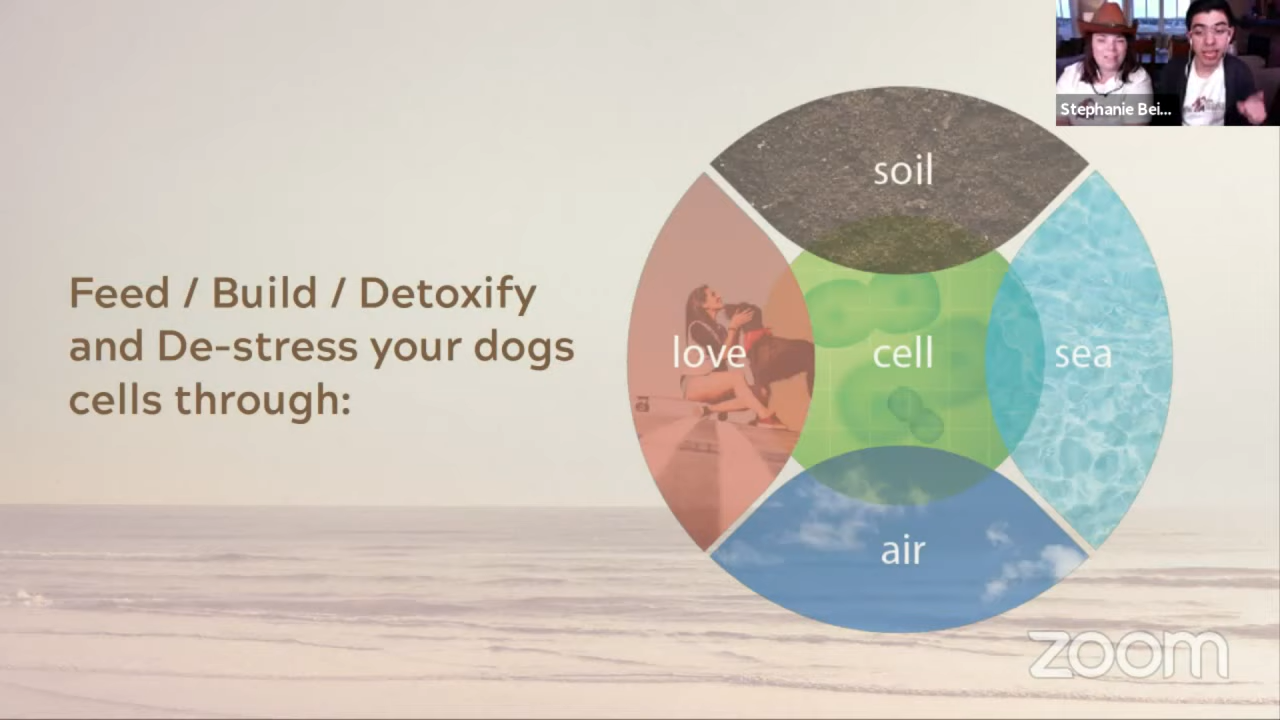 Stephanie Bei...
soil
Feed / Build / Detoxify
and De-stress your dogs
cells through:
love
cell
sea
air
zoom